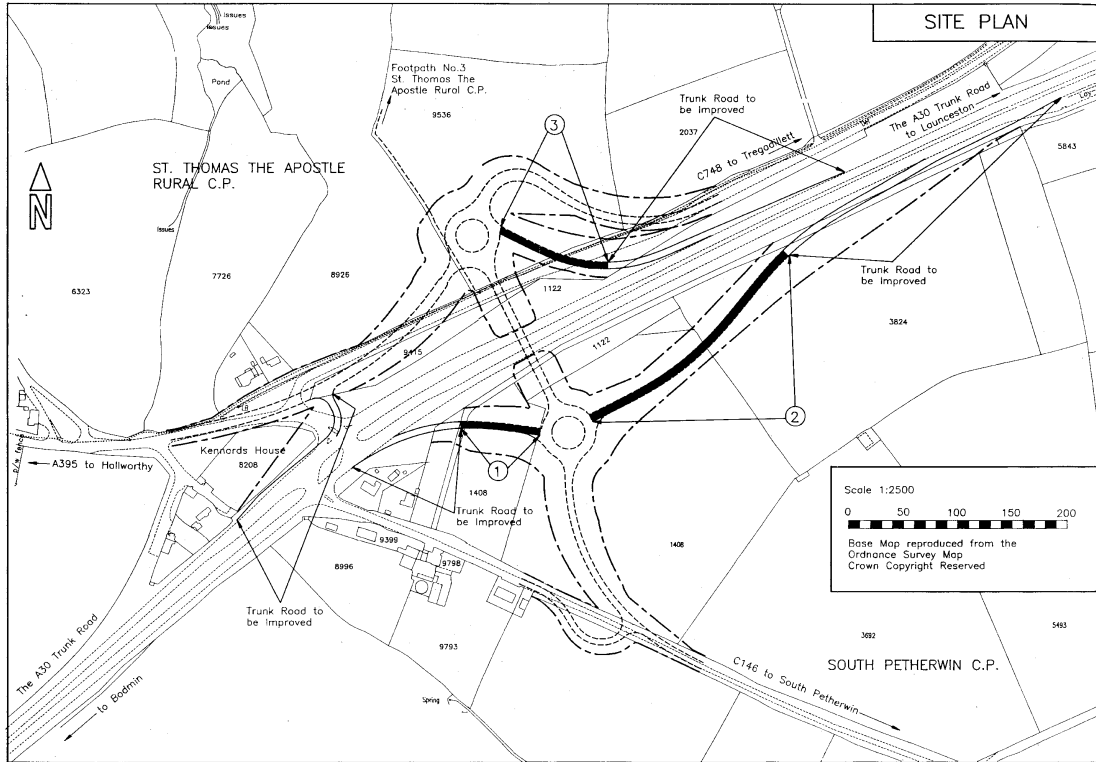 SITE PLAN
Issues
Issues
Pond
Footpath No.3
St. Thomas The
Apostle Rural C.P.
9536
Trunk Road to
be Improved
2037
The A30 Trunk Road
to Launceston
Lay
5843
C748 to Tregadillett
3
ST. THOMAS THE APOSTLE
RURAL C.P.
N
Issues
7726
8926
6323
1122
Trunk Road to
be Improved
3824
1122
9415
2
Kennards House
8208
A395 to Hallworthy
1
1408
Trunk Road to
be Improved
Scale 1:2500
0 50 100 150 200
Base Map reproduced from the
Ordnance Survey Map
Crown Copyright Reserved
1408
9399
8996
9798
Trunk Road to
be Improved
The A30 Trunk Road
to Bodmin
9793
Spring
C146 to South Petherwin
3692
5493
SOUTH PETHERWIN C.P.